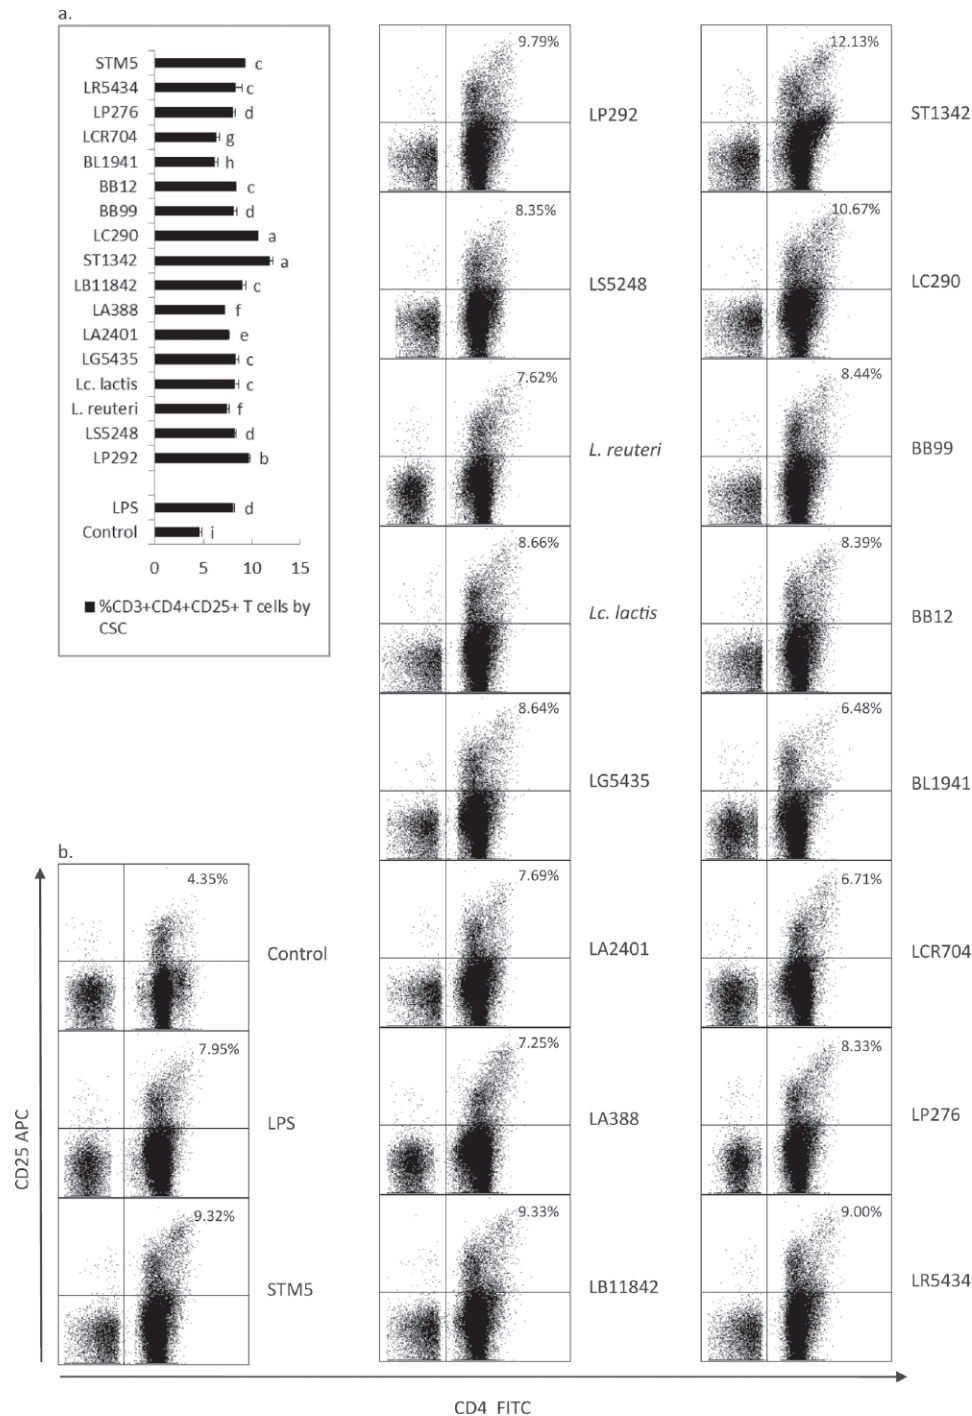 a.
STM5 c
LR5434 c
LP276 d
LCR704 g
BL1941 h
BB12 c
BB99 d
LC290 a
ST1342 a
LB11842 c
LA388 f
LA2401 e
LG5435 c
Lc. lactis c
L. reuteri f
LS5248 d
LP292 b
LPS d
Control i
0 5 10 15
%CD3+CD4+CD25+ T cells by
CSC
9.79%
LP292
8.35%
LS5248
7.62%
L. reuteri
8.66%
Lc. lactis
8.64%
LG5435
7.69%
LA2401
7.25%
LA388
9.33%
LB11842
12.13%
ST1342
10.67%
LC290
8.44%
BB99
8.39%
BB12
6.48%
BL1941
6.71%
LCR704
8.33%
LP276
9.00%
LR5434
b.
4.35%
Control
7.95%
LPS
9.32%
STM5
CD25 APC
CD4 FITC